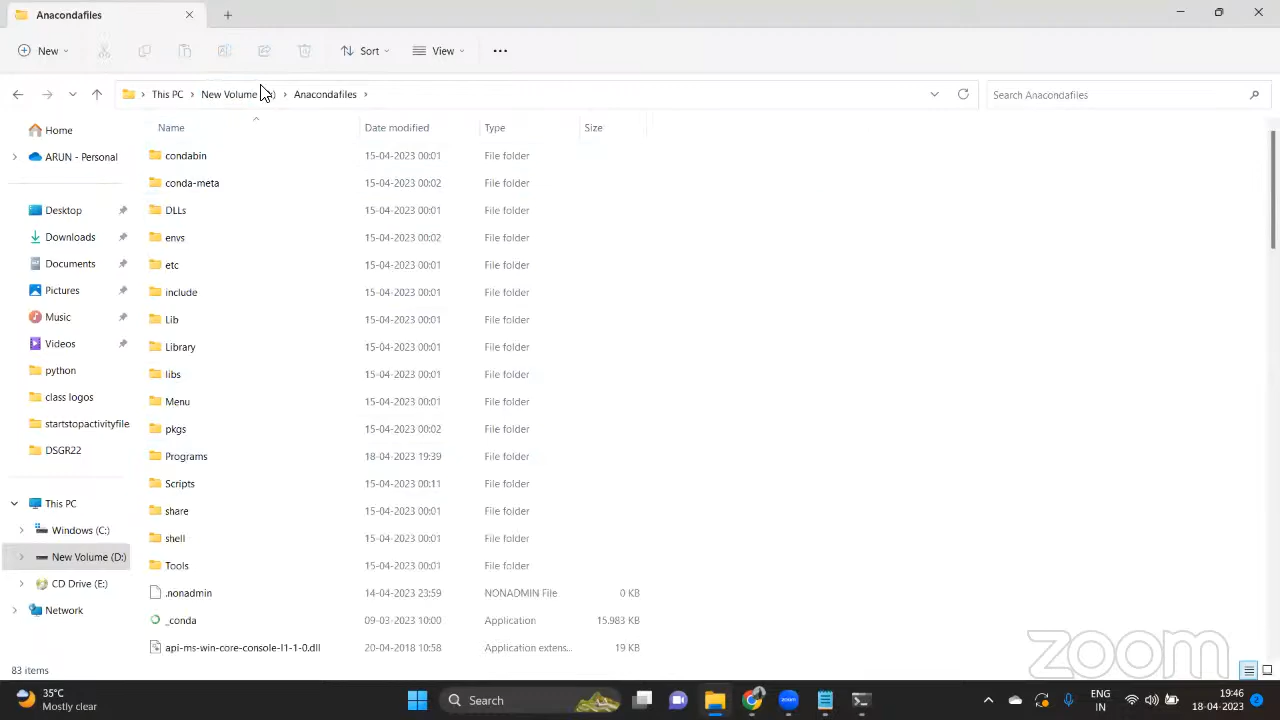 Anacondafiles
New
Sort
View
This PC
New Volume
Anacondafiles
Search Anacondafiles
Name
Date modified
Type
Size
Home
ARUN - Personal
Desktop
Downloads
Documents
Pictures
Music
Videos
python
class logos
startstopactivityfile
DSGR22
This PC
Windows (C:)
New Volume (D:)
CD Drive (E:)
Network
condabin 15-04-2023 00:01 File folder
conda-meta 15-04-2023 00:02 File folder
DLLs 15-04-2023 00:01 File folder
envs 15-04-2023 00:02 File folder
etc 15-04-2023 00:01 File folder
include 15-04-2023 00:01 File folder
Lib 15-04-2023 00:01 File folder
Library 15-04-2023 00:01 File folder
libs 15-04-2023 00:01 File folder
Menu 15-04-2023 00:01 File folder
pkgs 15-04-2023 00:02 File folder
Programs 18-04-2023 19:39 File folder
Scripts 15-04-2023 00:11 File folder
share 15-04-2023 00:01 File folder
shell 15-04-2023 00:01 File folder
Tools 15-04-2023 00:01 File folder
.nonadmin 14-04-2023 23:59 NONADMIN File 0 KB
_conda 09-03-2023 10:00 Application 15,983 KB
api-ms-win-core-console-l1-1-0.dll 20-04-2018 10:58 Application extens... 19 KB
83 items
zoom
35°C
Mostly clear
Search
zoom
ENG
IN
19:46
18-04-2023
2